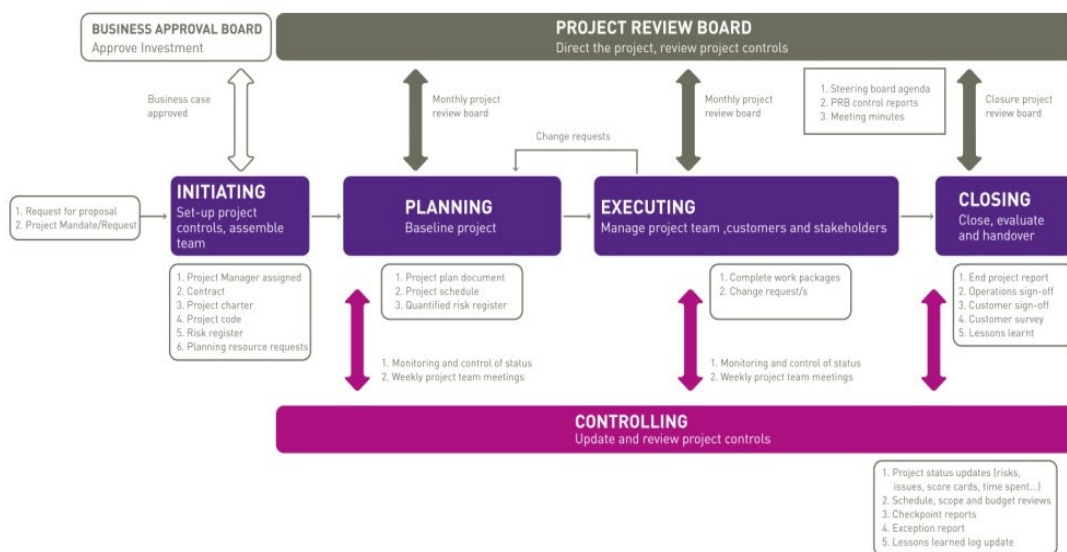 BUSINESS APPROVAL BOARD
Approve Investment
PROJECT REVIEW BOARD
Direct the project, review project controls
Business case
approved
Monthly project
review board
Monthly project
review board
1. Steering board agenda
2. PRB control reports
3. Meeting minutes
Closure project
review board
Change requests
1. Request for proposal
2. Project Mandate/Request
INITIATING
Set-up project
controls, assemble
team
PLANNING
Baseline project
EXECUTING
Manage project team ,customers and stakeholders
CLOSING
Close, evaluate
and handover
1. Project Manager assigned
2. Contract
3. Project charter
4. Project code
5. Risk register
6. Planning resource requests
1. Project plan document
2. Project schedule
3. Quantified risk register
1. Complete work packages
2. Change request/s
1. End project report
2. Operations sign-off
3. Customer sign-off
4. Customer survey
5. Lessons learnt
1. Monitoring and control of status
2. Weekly project team meetings
1. Monitoring and control of status
2. Weekly project team meetings
CONTROLLING
Update and review project controls
1. Project status updates (risks,
issues, score cards, time spent...)
2. Schedule, scope and budget reviews
3. Checkpoint reports
4. Exception report
5. Lessons learned log update